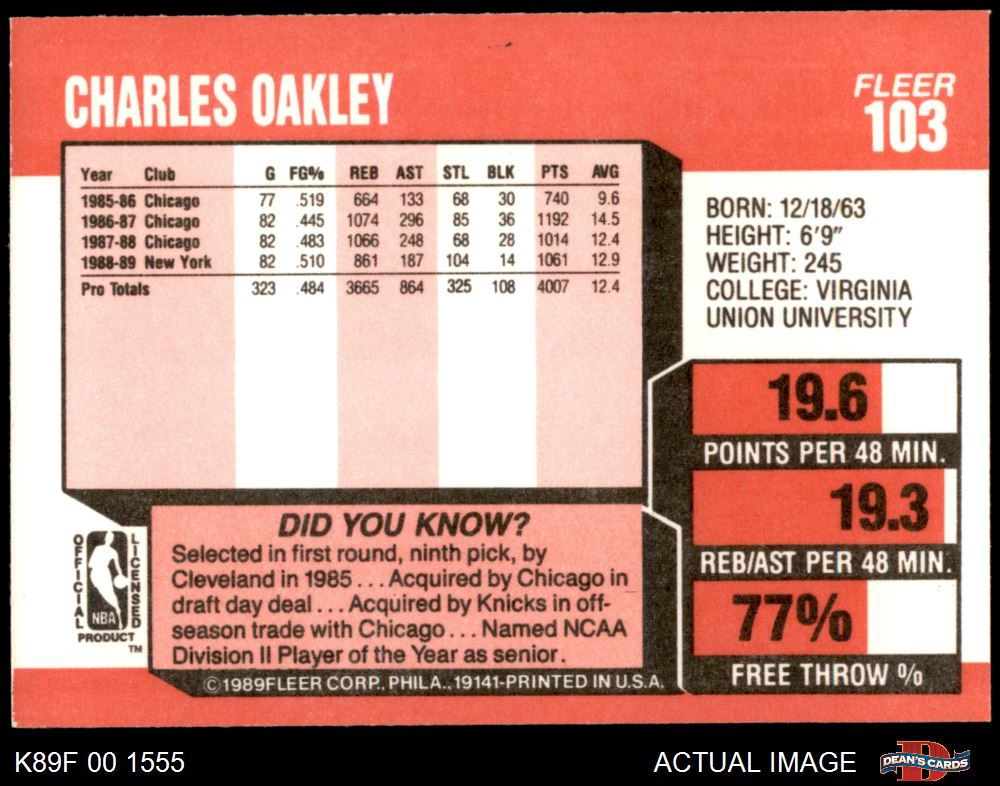 CHARLES OAKLEY
FLEER
103
Year Club G FG% REB AST STL BLK PTS AVG
1985-86 Chicago 77 .519 664 133 68 30 740 9.6
1986-87 Chicago 82 .445 1074 296 85 36 1192 14.5
1987-88 Chicago 82 .483 1066 248 68 28 1014 12.4
1988-89 New York 82 .510 861 187 104 14 1061 12.9
Pro Totals 323 .484 3665 864 325 108 4007 12.4
BORN: 12/18/63
HEIGHT: 6'9"
WEIGHT: 245
COLLEGE: VIRGINIA
UNION UNIVERSITY
19.6
POINTS PER 48 MIN.
19.3
REB/AST PER 48 MIN.
77%
FREE THROW %
OFFICIAL
LICENSED
NBA
PRODUCT
TM
DID YOU KNOW?
Selected in first round, ninth pick, by
Cleveland in 1985 . . . Acquired by Chicago in
draft day deal . . . Acquired by Knicks in off-
season trade with Chicago . . . Named NCAA
Division II Player of the Year as senior.
©1989FLEER CORP., PHILA., 19141-PRINTED IN U.S.A.
K89F 00 1555
ACTUAL IMAGE
D
DEAN'S CARDS